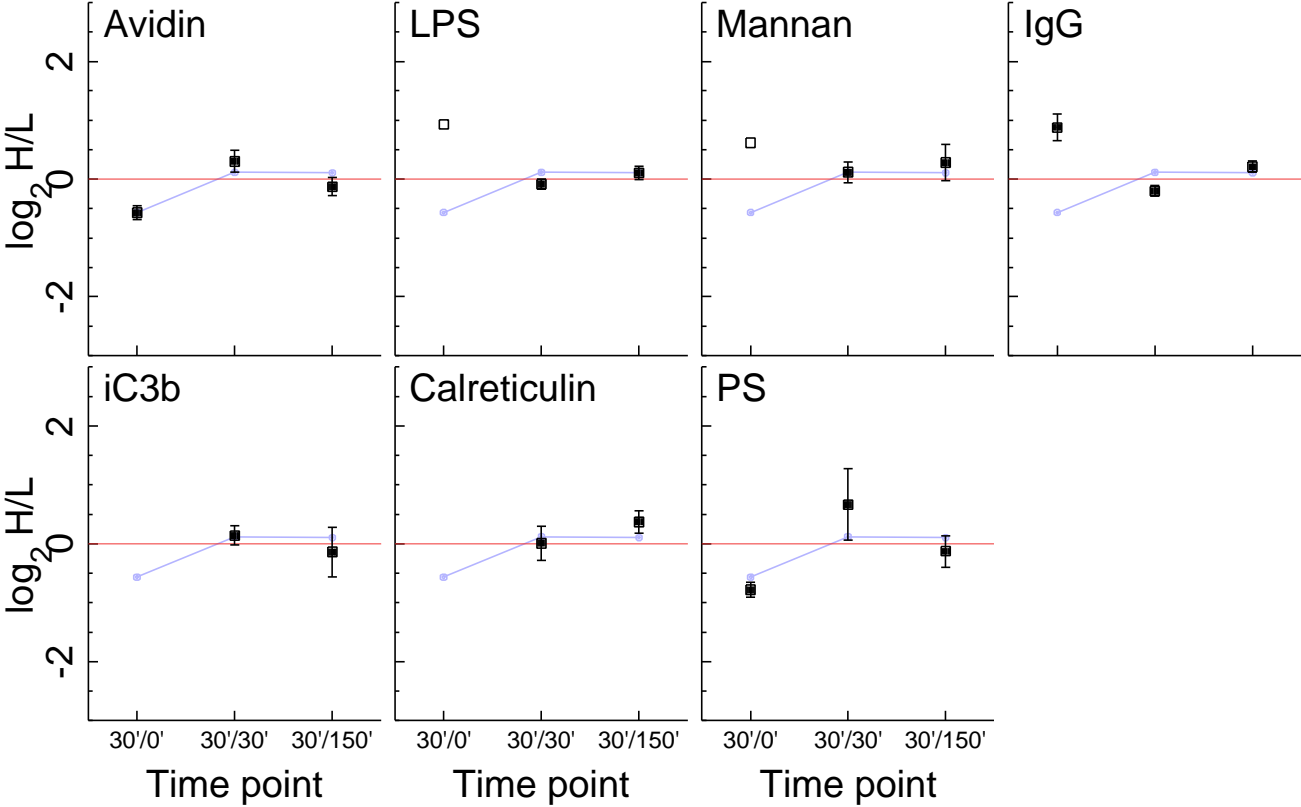 Avidin
LPS
Mannan
IgG
log2 H/L
2
0
-2
iC3b
Calreticulin
PS
log2 H/L
2
0
-2
30'/0' 30'/30' 30'/150'
30'/0' 30'/30' 30'/150'
30'/0' 30'/30' 30'/150'
Time point
Time point
Time point